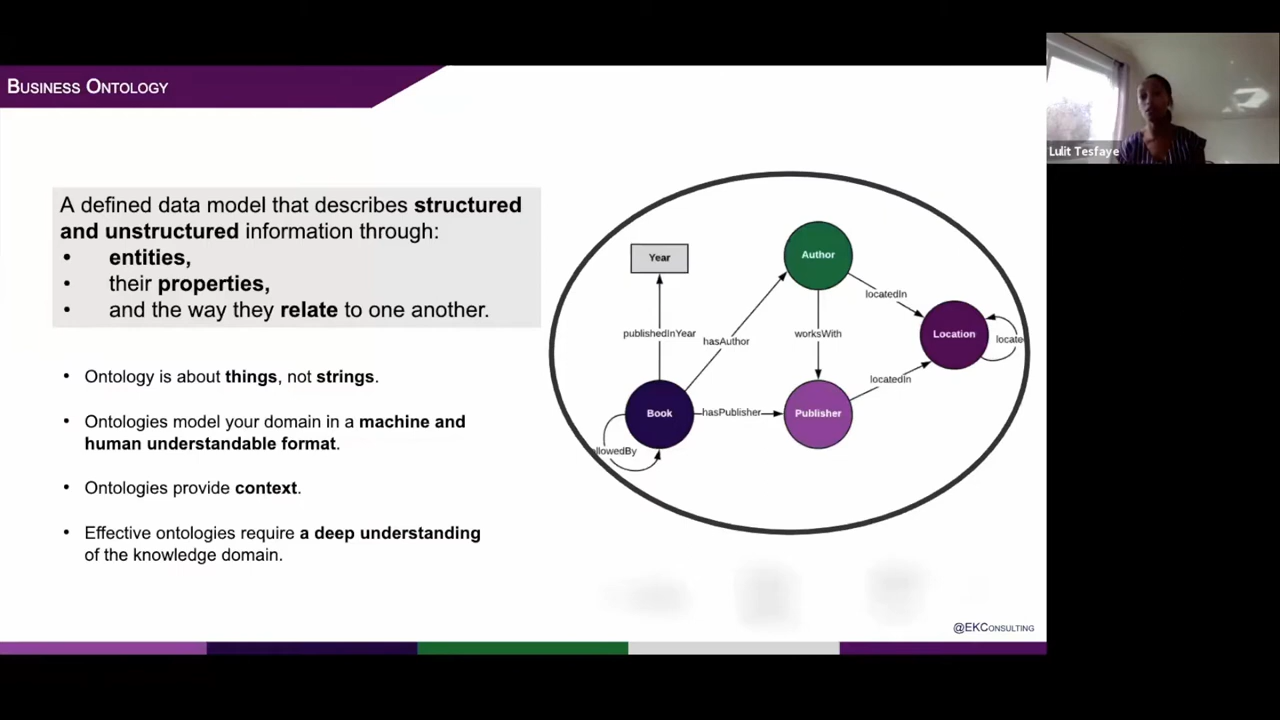 BUSINESS ONTOLOGY
Lulit Tesfaye
A defined data model that describes structured
and unstructured information through:
• entities,
• their properties,
• and the way they relate to one another.
• Ontology is about things, not strings.
• Ontologies model your domain in a machine and
human understandable format.
• Ontologies provide context.
• Effective ontologies require a deep understanding
of the knowledge domain.
Year
Author
locatedIn
publishedInYear
hasAuthor
worksWith
Location
locate
locatedIn
Book
hasPublisher
Publisher
llowedBy
@EKCONSULTING